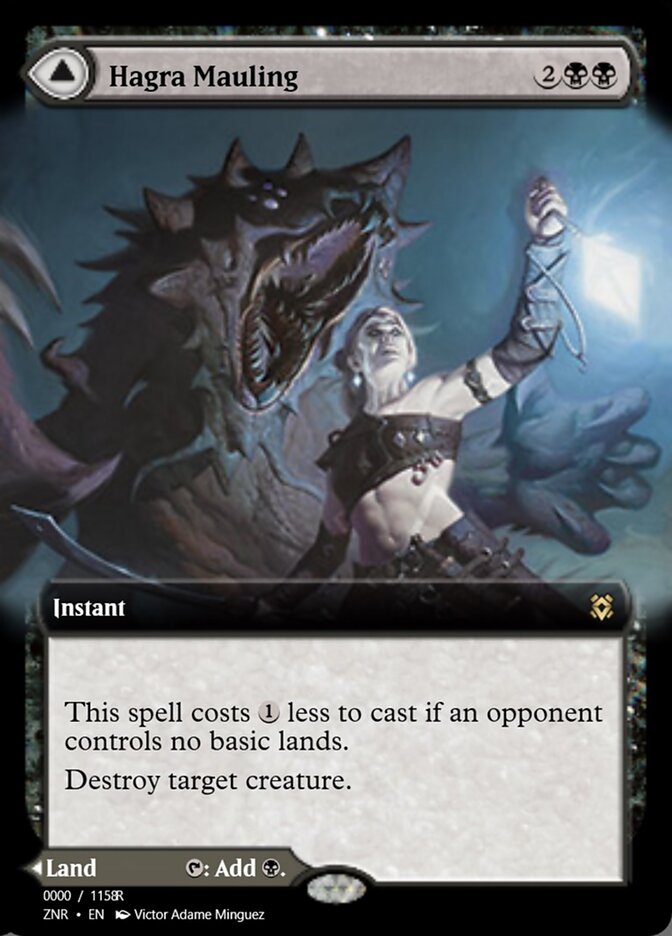 Hagra Mauling 2
Instant
This spell costs 1 less to cast if an opponent
controls no basic lands.
Destroy target creature.
Land : Add .
0000 / 1158R
ZNR • EN Victor Adame Minguez